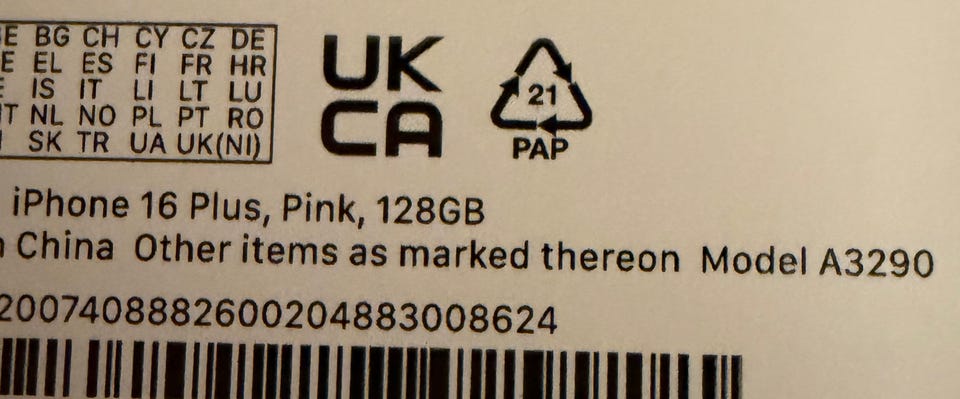 BG CH CY CZ DE
EL ES FI FR HR
IS IT LI LT LU
NL NO PL PT RO
SK TR UA UK(NI)
UK
CA
21
PAP
iPhone 16 Plus, Pink, 128GB
China Other items as marked thereon Model A3290
2007408882600204883008624